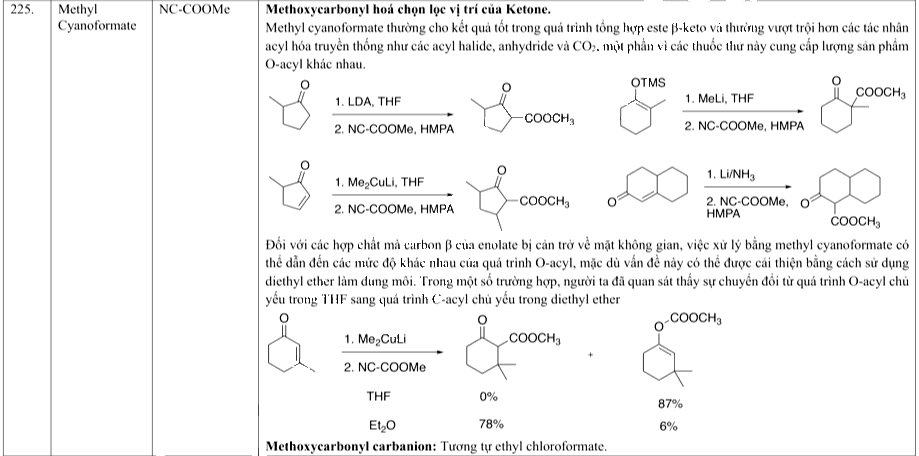 225.
Methyl
Cyanoformate
NC-COOMe
Methoxycarbonyl hoá chọn lọc vị trí của Ketone.
Methyl cyanoformate thường cho kết quả tốt trong quá trình tổng hợp este β-keto và thường vượt trội hơn các tác nhân
acyl hóa truyền thống như các acyl halide, anhydride và CO₂, một phần vì các thuốc thử này cung cấp lượng sản phẩm
O-acyl khác nhau.
O
1. LDA, THF
2. NC-COOMe, HMPA
O
COOCH₃
OTMS
1. MeLi, THF
2. NC-COOMe, HMPA
O
COOCH₃
O
1. Me₂CuLi, THF
2. NC-COOMe, HMPA
O
COOCH₃
O
1. Li/NH₃
2. NC-COOMe,
HMPA
O
COOCH₃
Đối với các hợp chất mà carbon β của enolate bị cản trở về mặt không gian, việc xử lý bằng methyl cyanoformate có
thể dẫn đến các mức độ khác nhau của quá trình O-acyl, mặc dù vấn đề này có thể được cải thiện bằng cách sử dụng
diethyl ether làm dung môi. Trong một số trường hợp, người ta đã quan sát thấy sự chuyển đổi từ quá trình O-acyl chủ
yếu trong THF sang quá trình C-acyl chủ yếu trong diethyl ether
O
1. Me₂CuLi
2. NC-COOMe
O
COOCH₃
+
O
COOCH₃
THF
0%
87%
Et₂O
78%
6%
Methoxycarbonyl carbanion: Tương tự ethyl chloroformate.